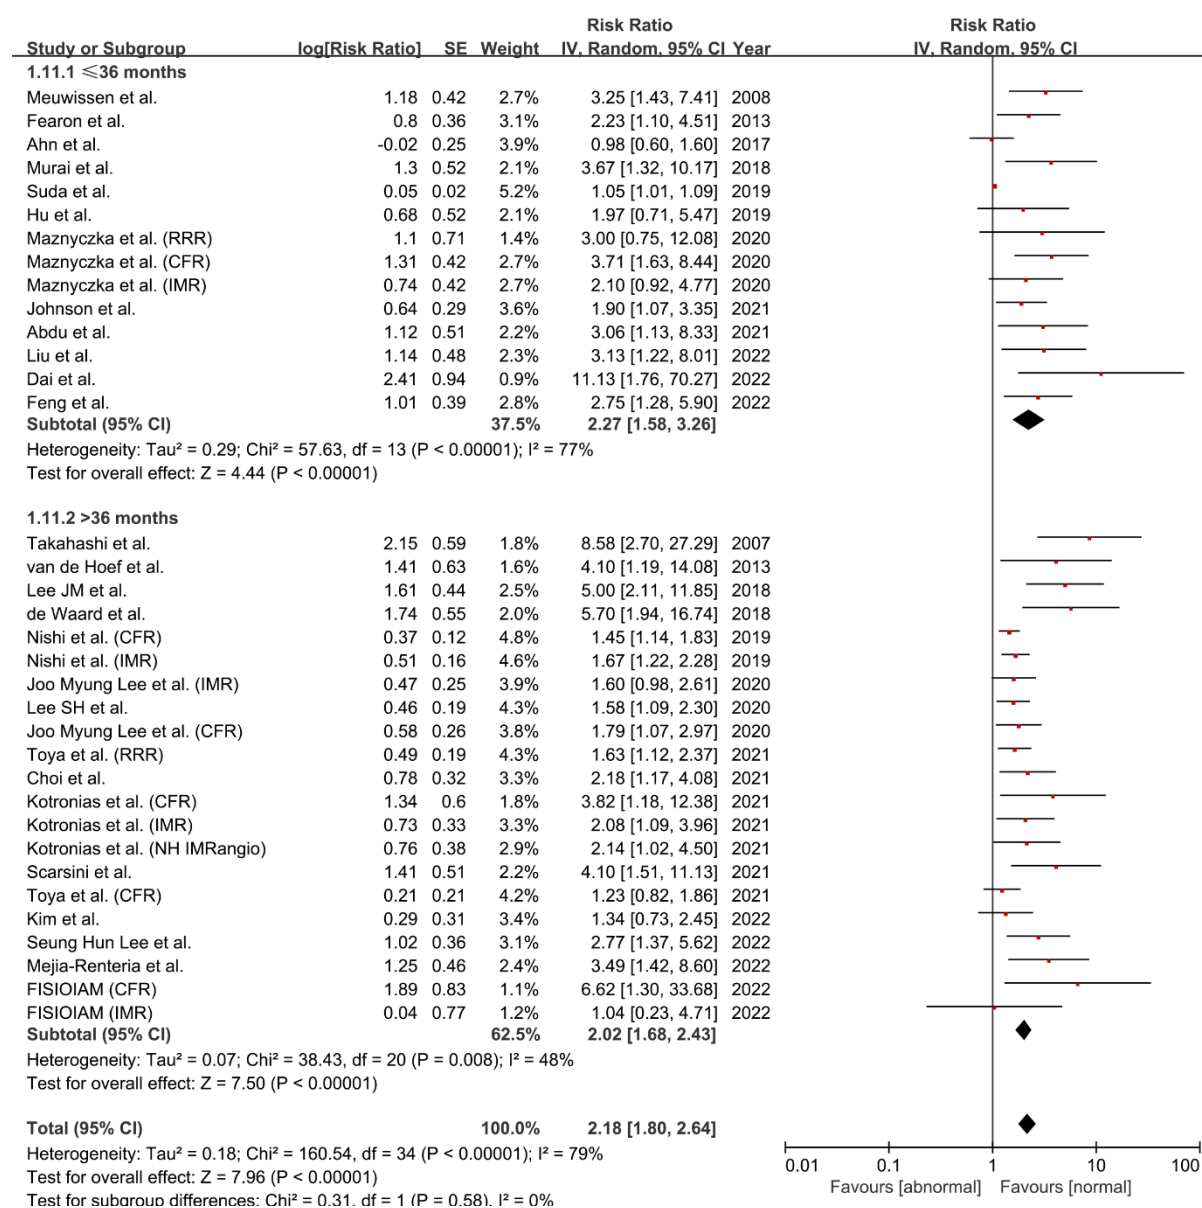 Risk Ratio Risk Ratio
Study or Subgroup log[Risk Ratio] SE Weight IV, Random, 95% CI Year IV, Random, 95% CI
1.11.1 ≤36 months
Meuwissen et al. 1.18 0.42 2.7% 3.25 [1.43, 7.41] 2008
Fearon et al. 0.8 0.36 3.1% 2.23 [1.10, 4.51] 2013
Ahn et al. -0.02 0.25 3.9% 0.98 [0.60, 1.60] 2017
Murai et al. 1.3 0.52 2.1% 3.67 [1.32, 10.17] 2018
Suda et al. 0.05 0.02 5.2% 1.05 [1.01, 1.09] 2019
Hu et al. 0.68 0.52 2.1% 1.97 [0.71, 5.47] 2019
Maznyczka et al. (RRR) 1.1 0.71 1.4% 3.00 [0.75, 12.08] 2020
Maznyczka et al. (CFR) 1.31 0.42 2.7% 3.71 [1.63, 8.44] 2020
Maznyczka et al. (IMR) 0.74 0.42 2.7% 2.10 [0.92, 4.77] 2020
Johnson et al. 0.64 0.29 3.6% 1.90 [1.07, 3.35] 2021
Abdu et al. 1.12 0.51 2.2% 3.06 [1.13, 8.33] 2021
Liu et al. 1.14 0.48 2.3% 3.13 [1.22, 8.01] 2022
Dai et al. 2.41 0.94 0.9% 11.13 [1.76, 70.27] 2022
Feng et al. 1.01 0.39 2.8% 2.75 [1.28, 5.90] 2022
Subtotal (95% CI) 37.5% 2.27 [1.58, 3.26]
Heterogeneity: Tau² = 0.29; Chi² = 57.63, df = 13 (P < 0.00001); I² = 77%
Test for overall effect: Z = 4.44 (P < 0.00001)
1.11.2 >36 months
Takahashi et al. 2.15 0.59 1.8% 8.58 [2.70, 27.29] 2007
van de Hoef et al. 1.41 0.63 1.6% 4.10 [1.19, 14.08] 2013
Lee JM et al. 1.61 0.44 2.5% 5.00 [2.11, 11.85] 2018
de Waard et al. 1.74 0.55 2.0% 5.70 [1.94, 16.74] 2018
Nishi et al. (CFR) 0.37 0.12 4.8% 1.45 [1.14, 1.83] 2019
Nishi et al. (IMR) 0.51 0.16 4.6% 1.67 [1.22, 2.28] 2019
Joo Myung Lee et al. (IMR) 0.47 0.25 3.9% 1.60 [0.98, 2.61] 2020
Lee SH et al. 0.46 0.19 4.3% 1.58 [1.09, 2.30] 2020
Joo Myung Lee et al. (CFR) 0.58 0.26 3.8% 1.79 [1.07, 2.97] 2020
Toya et al. (RRR) 0.49 0.19 4.3% 1.63 [1.12, 2.37] 2021
Choi et al. 0.78 0.32 3.3% 2.18 [1.17, 4.08] 2021
Kotronias et al. (CFR) 1.34 0.6 1.8% 3.82 [1.18, 12.38] 2021
Kotronias et al. (IMR) 0.73 0.33 3.3% 2.08 [1.09, 3.96] 2021
Kotronias et al. (NH IMRangio) 0.76 0.38 2.9% 2.14 [1.02, 4.50] 2021
Scarsini et al. 1.41 0.51 2.2% 4.10 [1.51, 11.13] 2021
Toya et al. (CFR) 0.21 0.21 4.2% 1.23 [0.82, 1.86] 2021
Kim et al. 0.29 0.31 3.4% 1.34 [0.73, 2.45] 2022
Seung Hun Lee et al. 1.02 0.36 3.1% 2.77 [1.37, 5.62] 2022
Mejia-Renteria et al. 1.25 0.46 2.4% 3.49 [1.42, 8.60] 2022
FISIOIAM (CFR) 1.89 0.83 1.1% 6.62 [1.30, 33.68] 2022
FISIOIAM (IMR) 0.04 0.77 1.2% 1.04 [0.23, 4.71] 2022
Subtotal (95% CI) 62.5% 2.02 [1.68, 2.43]
Heterogeneity: Tau² = 0.07; Chi² = 38.43, df = 20 (P = 0.008); I² = 48%
Test for overall effect: Z = 7.50 (P < 0.00001)
Total (95% CI) 100.0% 2.18 [1.80, 2.64]
Heterogeneity: Tau² = 0.18; Chi² = 160.54, df = 34 (P < 0.00001); I² = 79%
Test for overall effect: Z = 7.96 (P < 0.00001)
Test for subgroup differences: Chi² = 0.31, df = 1 (P = 0.58), I² = 0%
0.01 0.1 1 10 100
Favours [abnormal] Favours [normal]